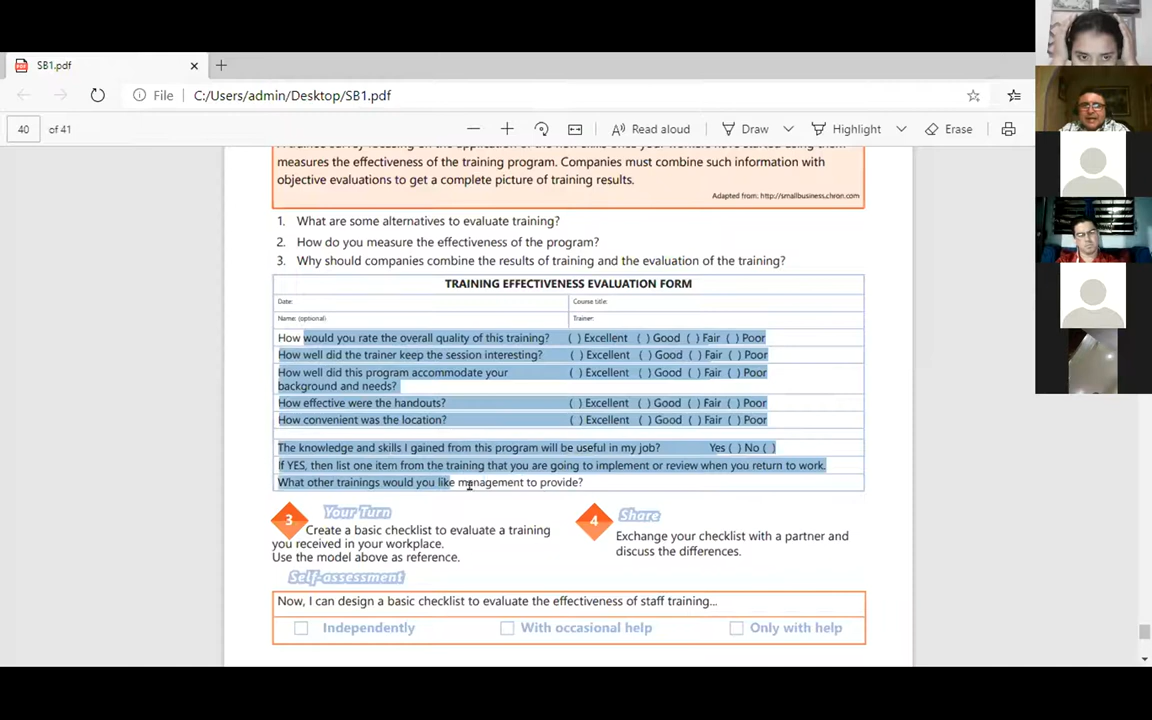 SB1.pdf
File C:/Users/admin/Desktop/SB1.pdf
40 of 41 Read aloud Draw Highlight Erase
measures the effectiveness of the training program. Companies must combine such information with
objective evaluations to get a complete picture of training results.
Adapted from: http://smallbusiness.chron.com
1. What are some alternatives to evaluate training?
2. How do you measure the effectiveness of the program?
3. Why should companies combine the results of training and the evaluation of the training?
TRAINING EFFECTIVENESS EVALUATION FORM
Date: Course title:
Name: (optional) Trainer:
How would you rate the overall quality of this training? ( ) Excellent ( ) Good ( ) Fair ( ) Poor
How well did the trainer keep the session interesting? ( ) Excellent ( ) Good ( ) Fair ( ) Poor
How well did this program accommodate your ( ) Excellent ( ) Good ( ) Fair ( ) Poor
background and needs?
How effective were the handouts? ( ) Excellent ( ) Good ( ) Fair ( ) Poor
How convenient was the location? ( ) Excellent ( ) Good ( ) Fair ( ) Poor
The knowledge and skills I gained from this program will be useful in my job? Yes ( ) No ( )
If YES, then list one item from the training that you are going to implement or review when you return to work.
What other trainings would you like management to provide?
3 Your Turn
Create a basic checklist to evaluate a training
you received in your workplace.
Use the model above as reference.
4 Share
Exchange your checklist with a partner and
discuss the differences.
Self-assessment
Now, I can design a basic checklist to evaluate the effectiveness of staff training...
Independently With occasional help Only with help